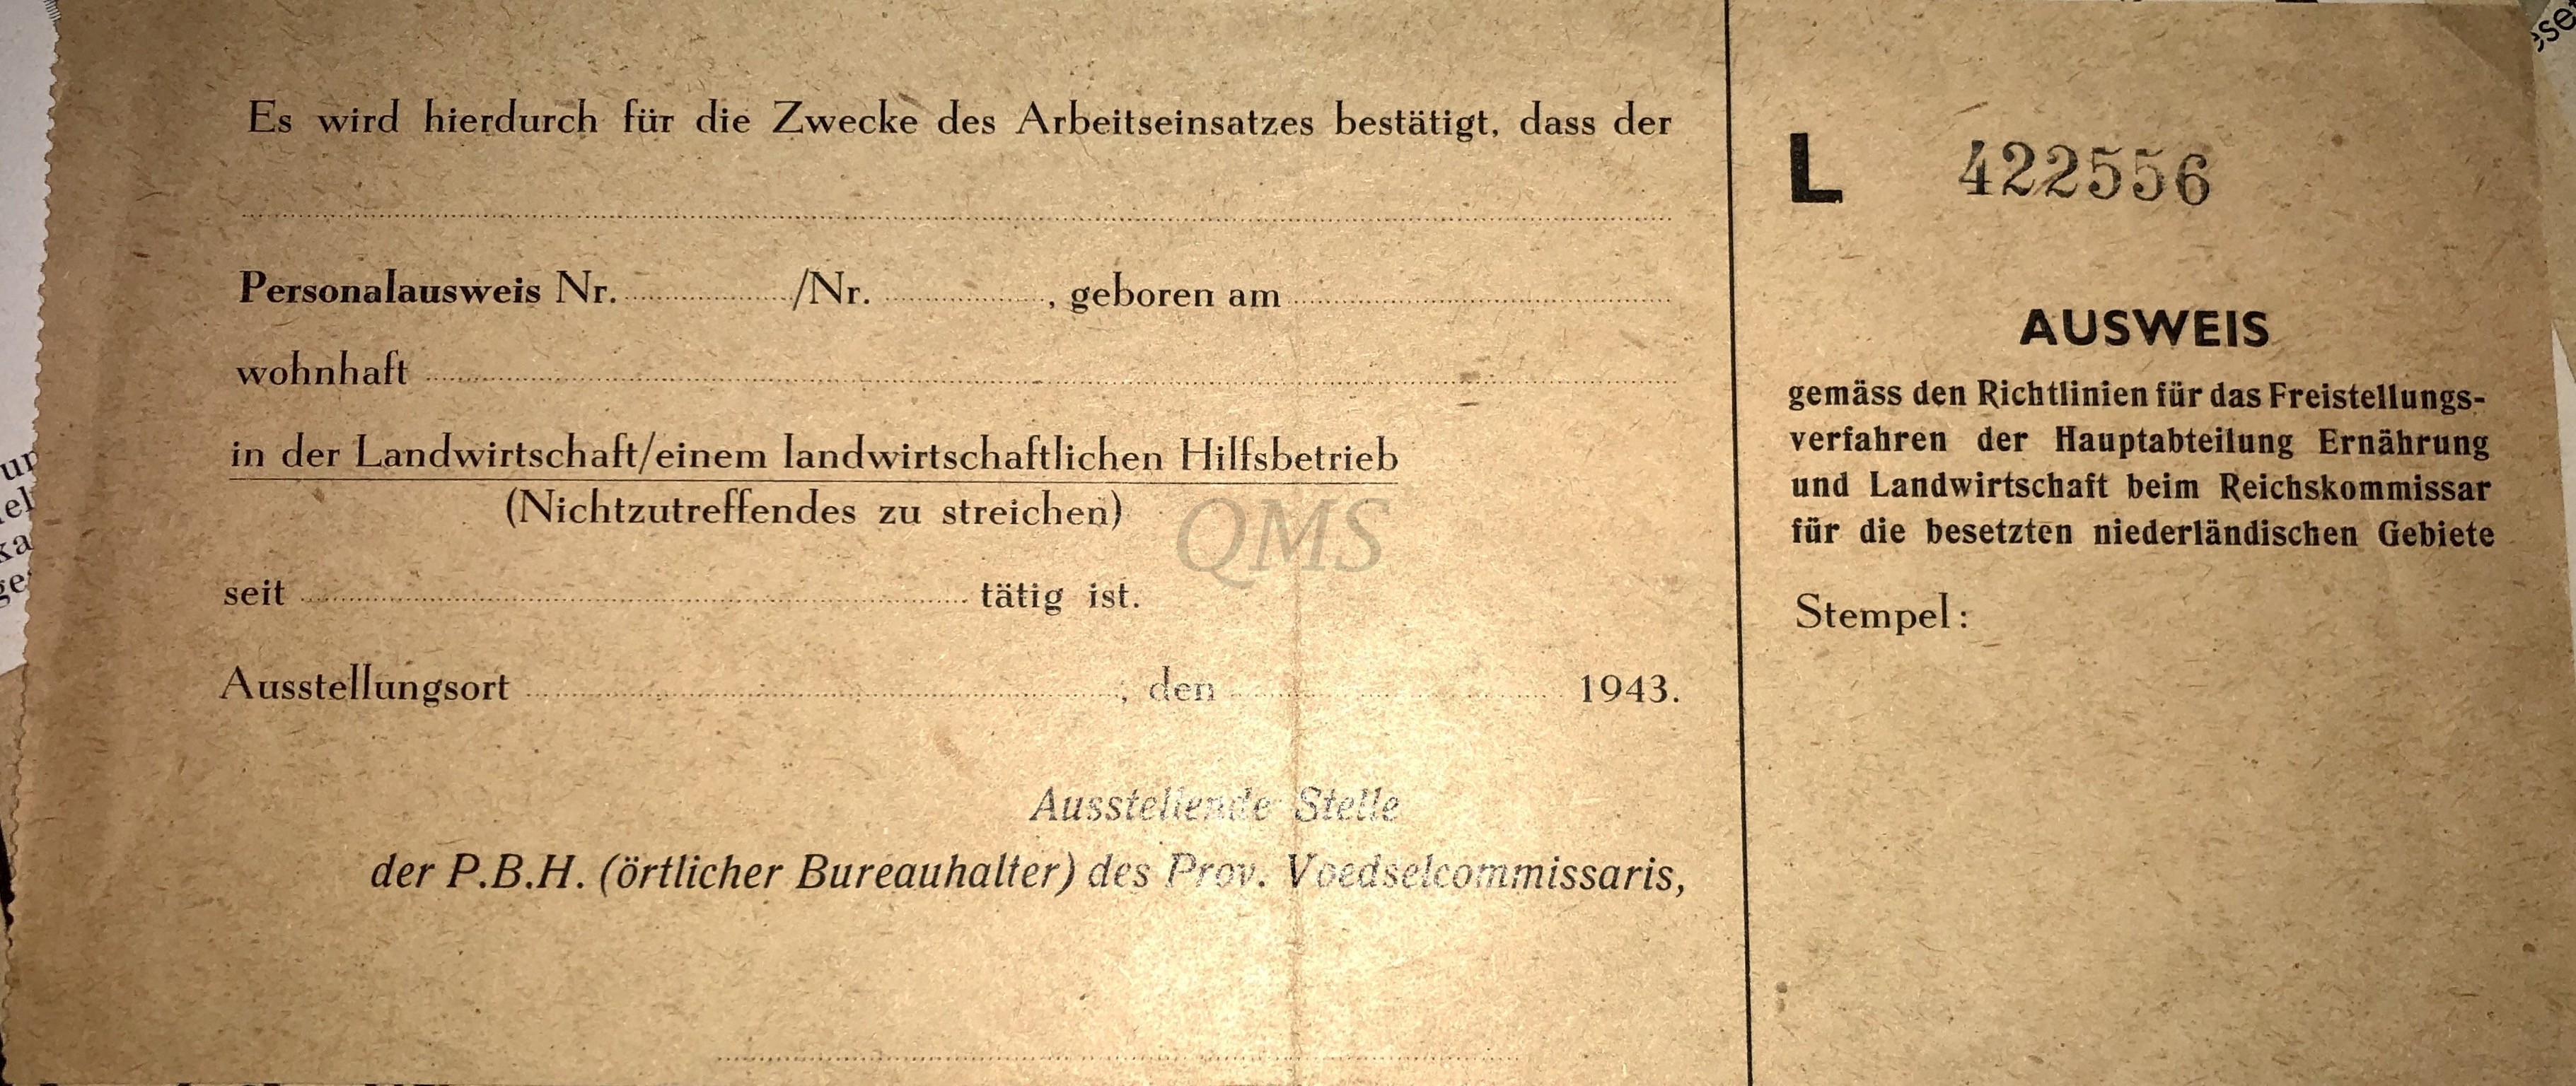 Es wird hierdurch für die Zwecke des Arbeitseinsatzes bestätigt, dass der
Personalausweis Nr. /Nr. , geboren am
wohnhaft
in der Landwirtschaft/einem landwirtschaftlichen Hilfsbetrieb
(Nichtzutreffendes zu streichen)
QMS
seit tätig ist.
Ausstellungsort , den 1943.
Ausstellende Stelle
der P.B.H. (örtlicher Bureauhalter) des Prov. Voedselcommissaris,
L 422556
AUSWEIS
gemäss den Richtlinien für das Freistellungs-
verfahren der Hauptabteilung Ernährung
und Landwirtschaft beim Reichskommissar
für die besetzten niederländischen Gebiete
Stempel: